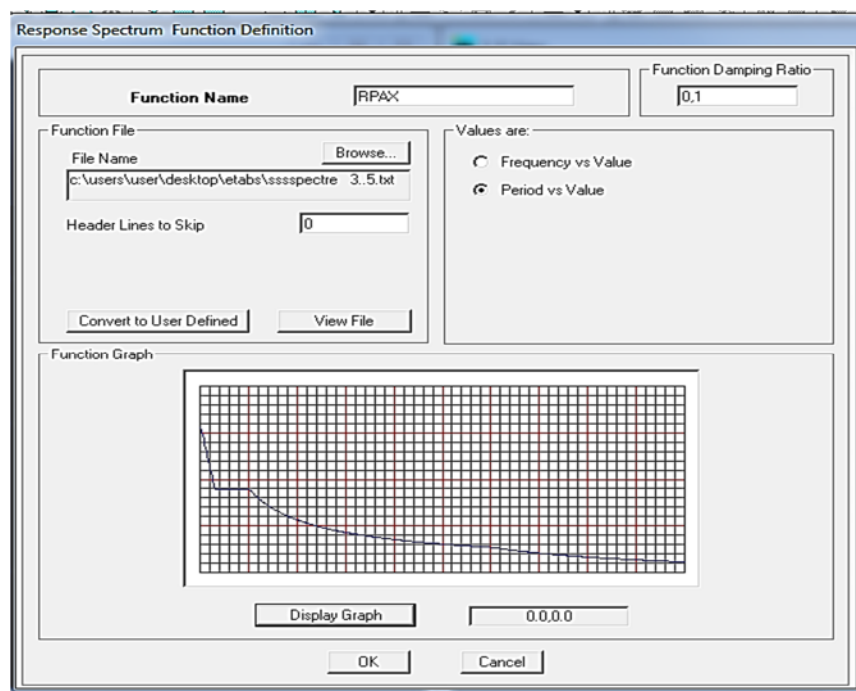 Response Spectrum Function Definition
Function Name
RPAX
Function Damping Ratio
0,1
Function File
File Name
Browse...
c:\users\user\desktop\etabs\sssspectre 3..5.txt
Header Lines to Skip
0
Convert to User Defined
View File
Values are:
Frequency vs Value
Period vs Value
Function Graph
Display Graph
0.0,0.0
OK
Cancel